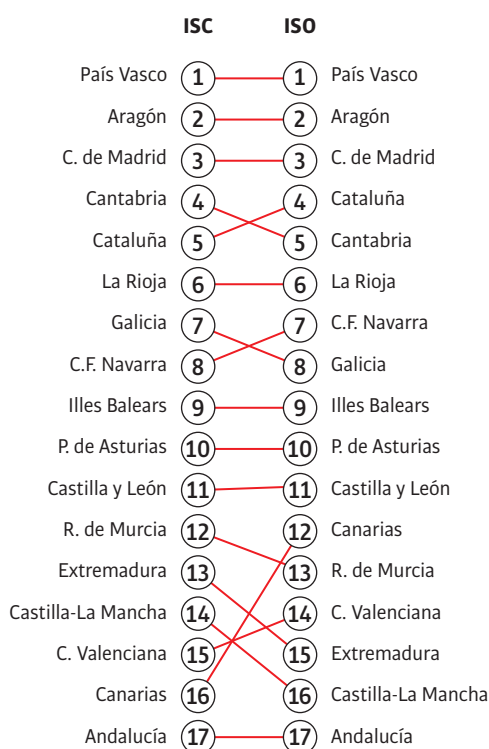 ISC ISO
País Vasco 1 1 País Vasco
Aragón 2 2 Aragón
C. de Madrid 3 3 C. de Madrid
Cantabria 4 4 Cataluña
Cataluña 5 5 Cantabria
La Rioja 6 6 La Rioja
Galicia 7 7 C.F. Navarra
C.F. Navarra 8 8 Galicia
Illes Balears 9 9 Illes Balears
P. de Asturias 10 10 P. de Asturias
Castilla y León 11 11 Castilla y León
R. de Murcia 12 12 Canarias
Extremadura 13 13 R. de Murcia
Castilla-La Mancha 14 14 C. Valenciana
C. Valenciana 15 15 Extremadura
Canarias 16 16 Castilla-La Mancha
Andalucía 17 17 Andalucía